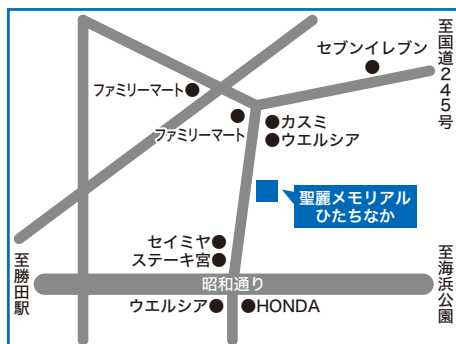 セブンイレブン
至国道245号
ファミリーマート
ファミリーマート
カスミ
ウエルシア
聖麗メモリアル
ひたちなか
セイミヤ
ステーキ宮
至勝田駅
昭和通り
至海浜公園
ウエルシア
HONDA